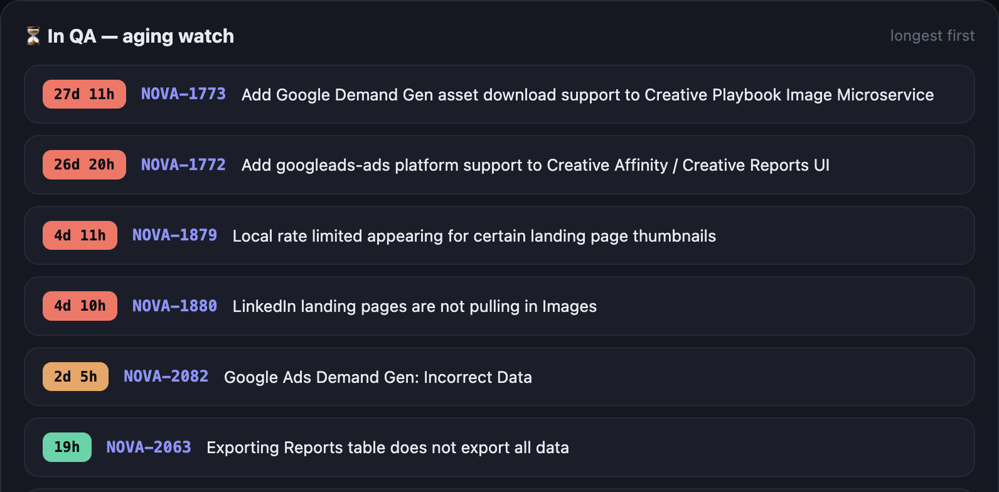 ⏳ In QA — aging watch
longest first
27d 11h NOVA-1773 Add Google Demand Gen asset download support to Creative Playbook Image Microservice
26d 20h NOVA-1772 Add googleads-ads platform support to Creative Affinity / Creative Reports UI
4d 11h NOVA-1879 Local rate limited appearing for certain landing page thumbnails
4d 10h NOVA-1880 LinkedIn landing pages are not pulling in Images
2d 5h NOVA-2082 Google Ads Demand Gen: Incorrect Data
19h NOVA-2063 Exporting Reports table does not export all data